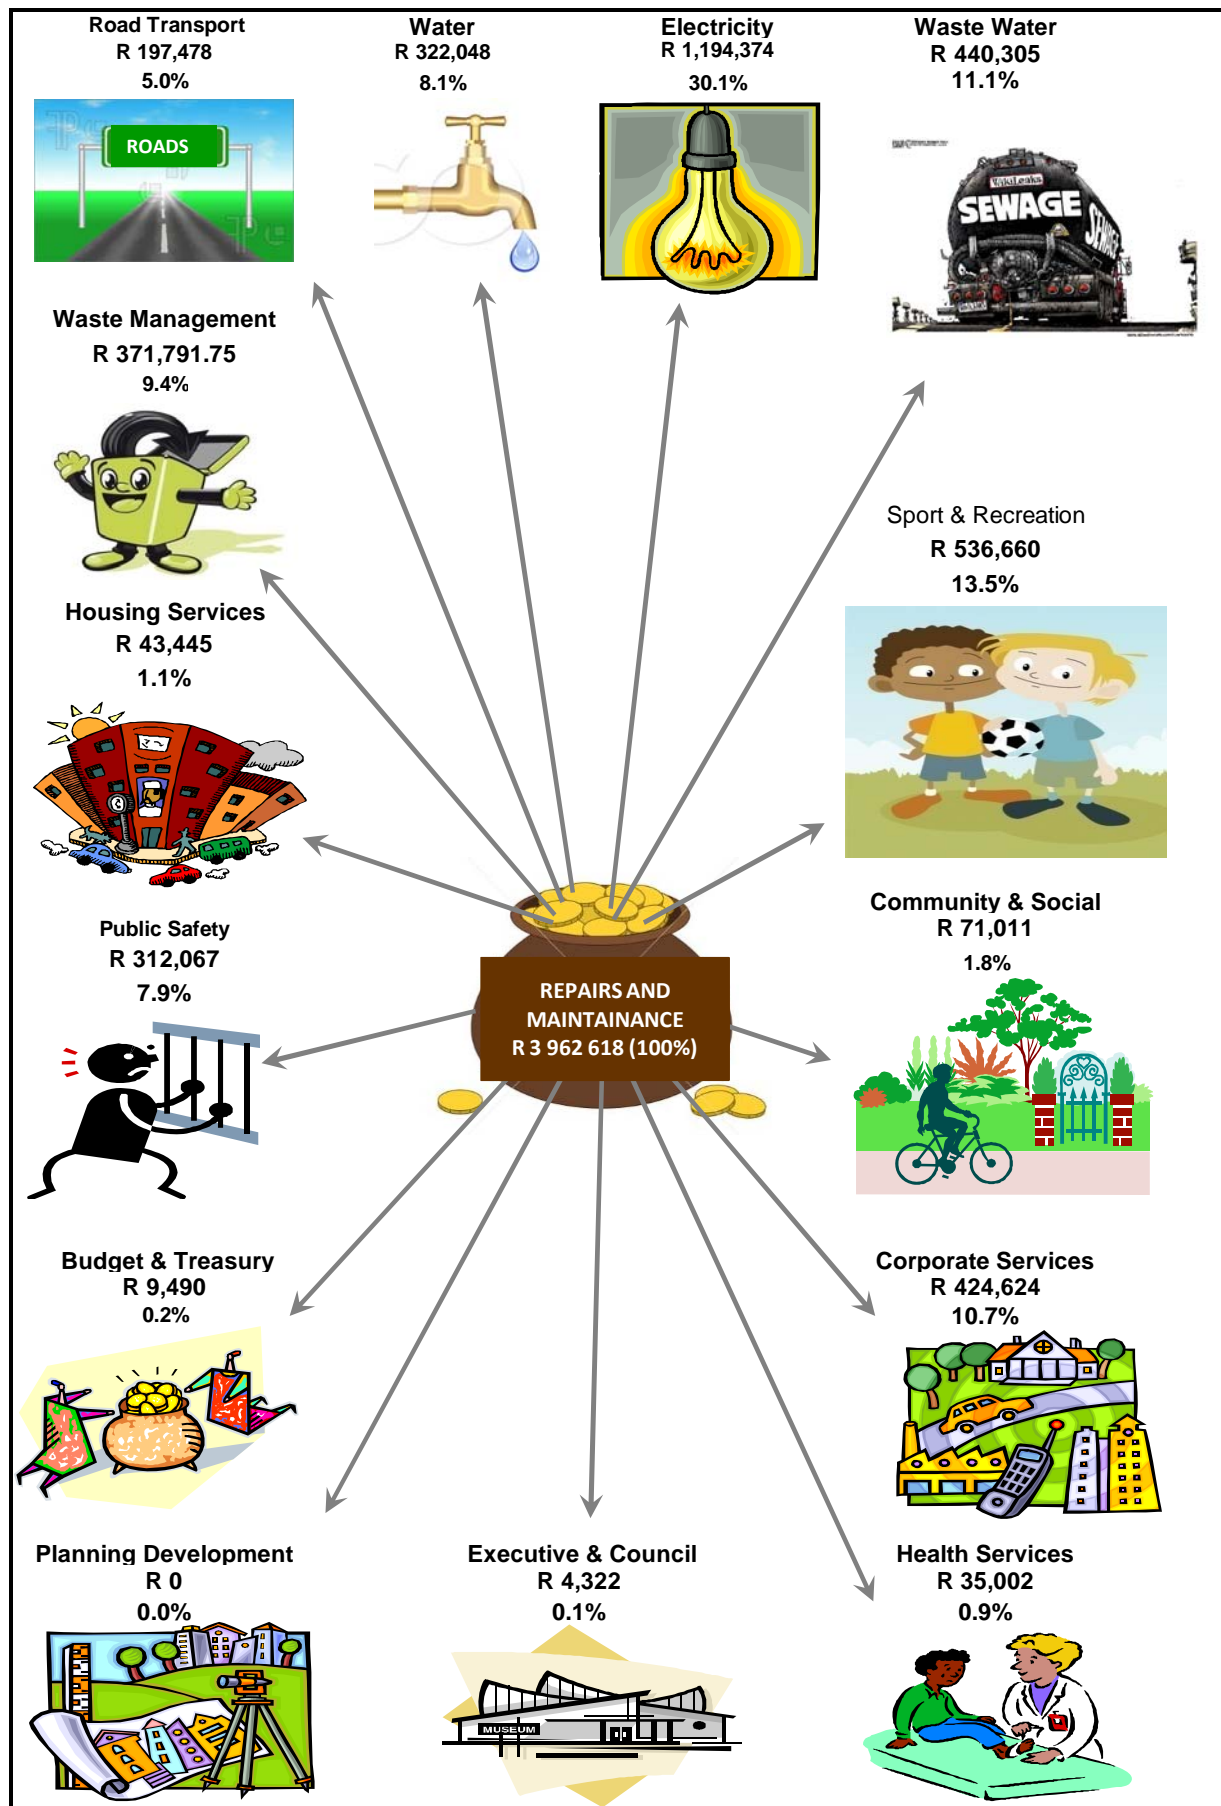 Road Transport
R 197,478
5.0%
Water
R 322,048
8.1%
Electricity
R 1,194,374
30.1%
Waste Water
R 440,305
11.1%
ROADS
WikiLeaks
SEWAGE
SEWAGE
Waste Management
R 371,791.75
9.4%
Sport & Recreation
R 536,660
13.5%
Housing Services
R 43,445
1.1%
Community & Social
R 71,011
1.8%
Public Safety
R 312,067
7.9%
REPAIRS AND
MAINTAINANCE
R 3 962 618 (100%)
Budget & Treasury
R 9,490
0.2%
Corporate Services
R 424,624
10.7%
Planning Development
R 0
0.0%
Executive & Council
R 4,322
0.1%
Health Services
R 35,002
0.9%
MUSEUM